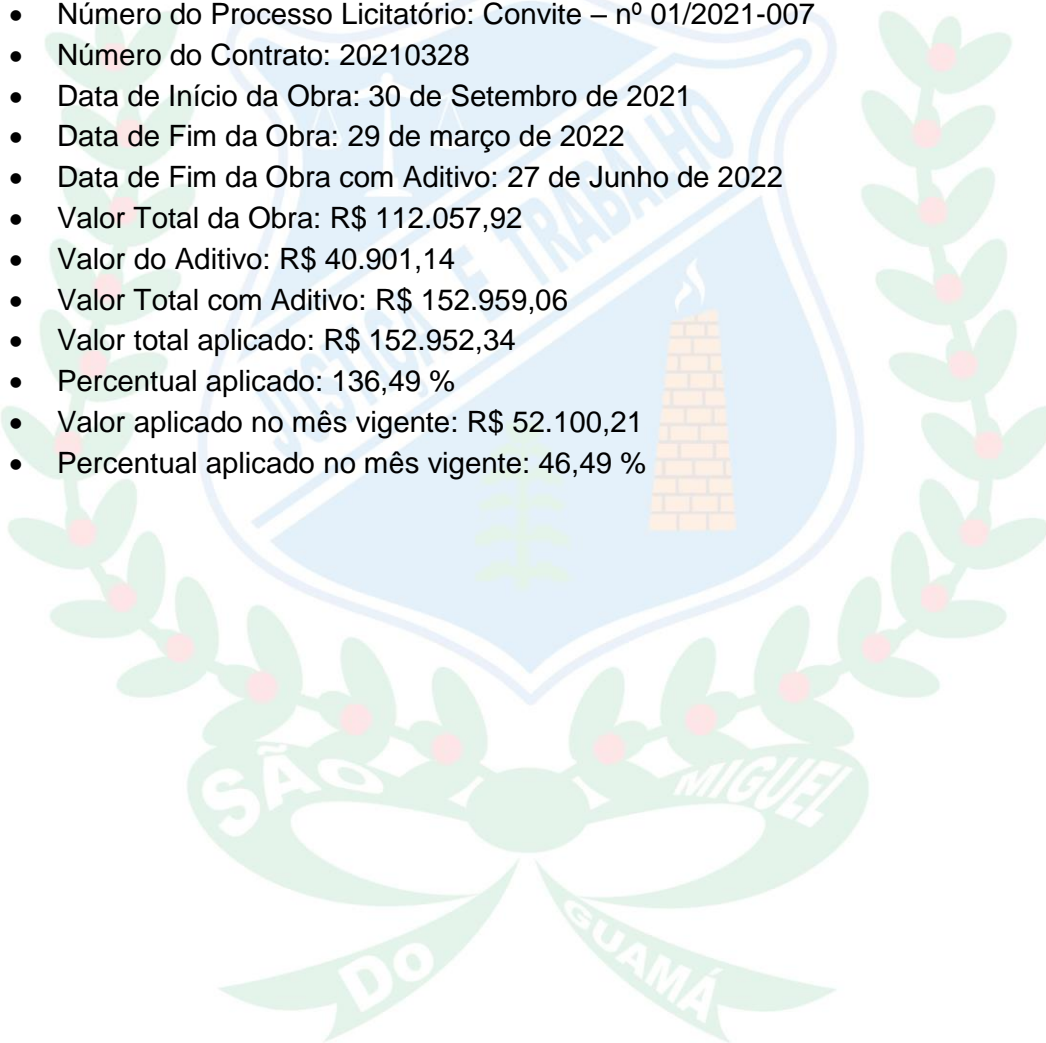 • Número do Processo Licitatório: Convite – nº 01/2021-007
• Número do Contrato: 20210328
• Data de Início da Obra: 30 de Setembro de 2021
• Data de Fim da Obra: 29 de março de 2022
• Data de Fim da Obra com Aditivo: 27 de Junho de 2022
• Valor Total da Obra: R$ 112.057,92
• Valor do Aditivo: R$ 40.901,14
• Valor Total com Aditivo: R$ 152.959,06
• Valor total aplicado: R$ 152.952,34
• Percentual aplicado: 136,49 %
• Valor aplicado no mês vigente: R$ 52.100,21
• Percentual aplicado no mês vigente: 46,49 %
JUSTIÇA E TRABALHO
SÃO MIGUEL
DO GUAMÁ